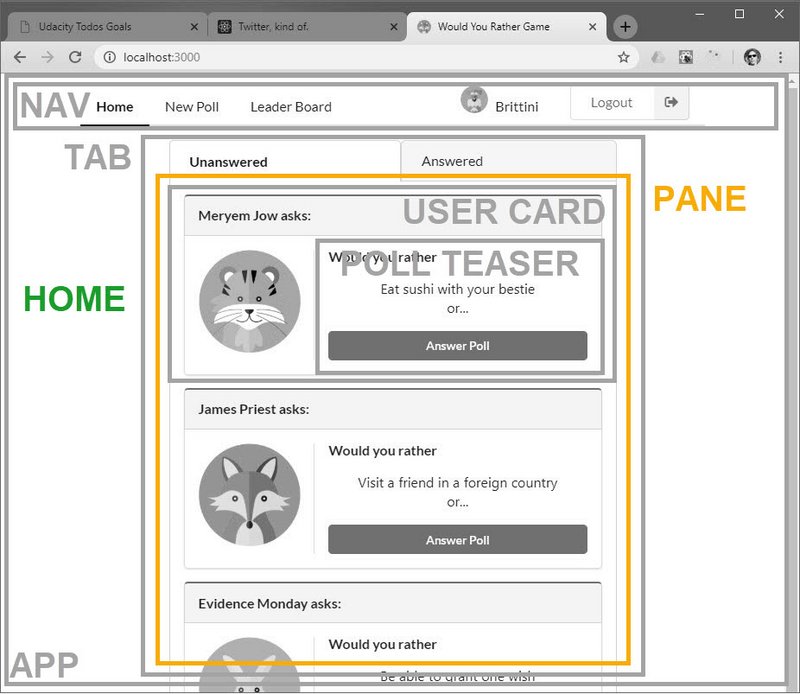 Udacity Todos Goals
Twitter, kind of.
Would You Rather Game
localhost:3000
NAV
Home
New Poll
Leader Board
Brittini
Logout
TAB
Unanswered
Answered
PANE
Meryem Jow asks:
USER CARD
Would you rather
POLL TEASER
Eat sushi with your bestie
or...
HOME
Answer Poll
James Priest asks:
Would you rather
Visit a friend in a foreign country
or...
Answer Poll
Evidence Monday asks:
Would you rather
APP
Be able to grant one wish